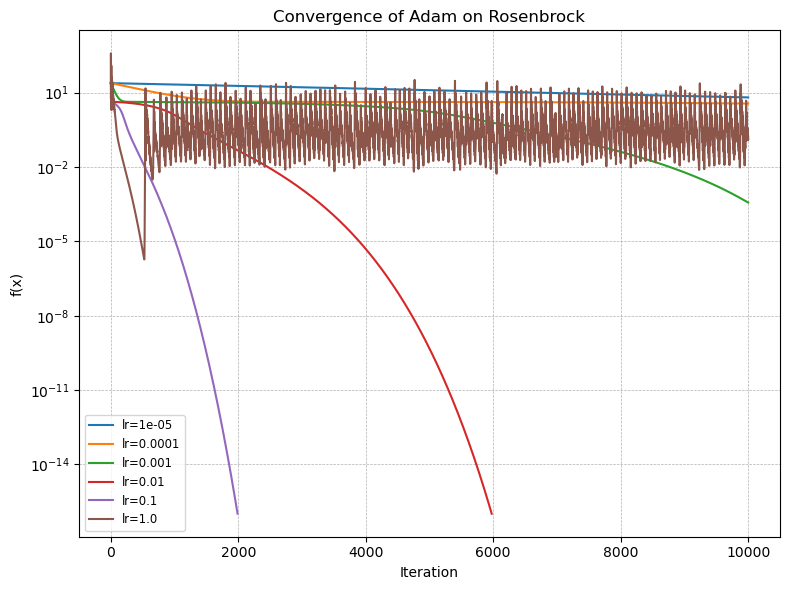 Convergence of Adam on Rosenbrock
f(x)
10¹
10⁻²
10⁻⁵
10⁻⁸
10⁻¹¹
10⁻¹⁴
lr=1e-05
lr=0.0001
lr=0.001
lr=0.01
lr=0.1
lr=1.0
0 2000 4000 6000 8000 10000
Iteration